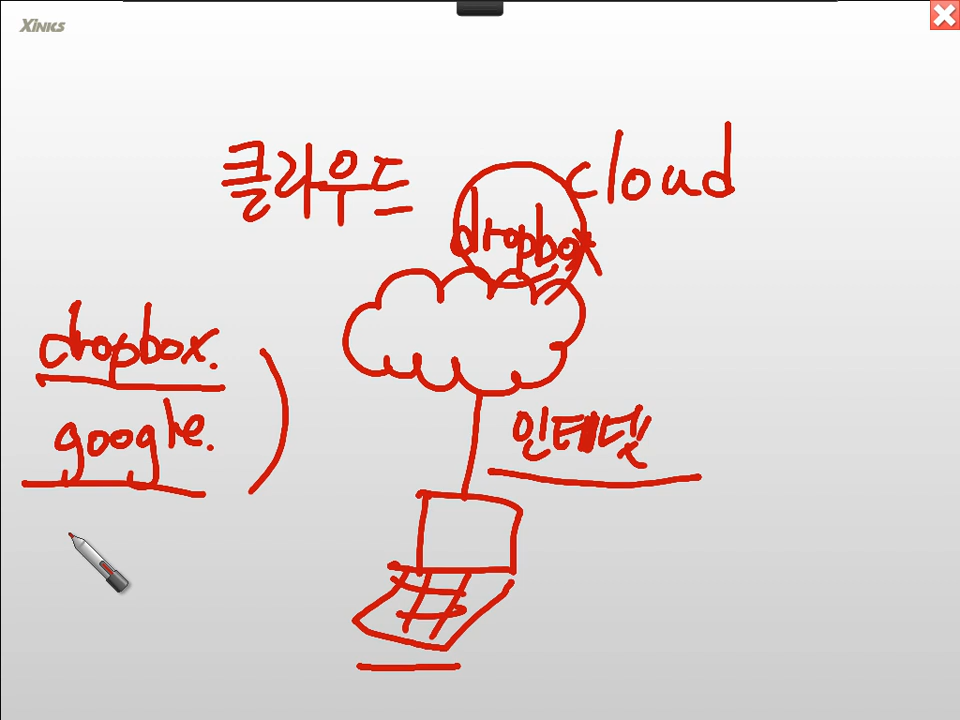 XINKS
클라우드
cloud
dropbox
dropbox.
google.
인터넷